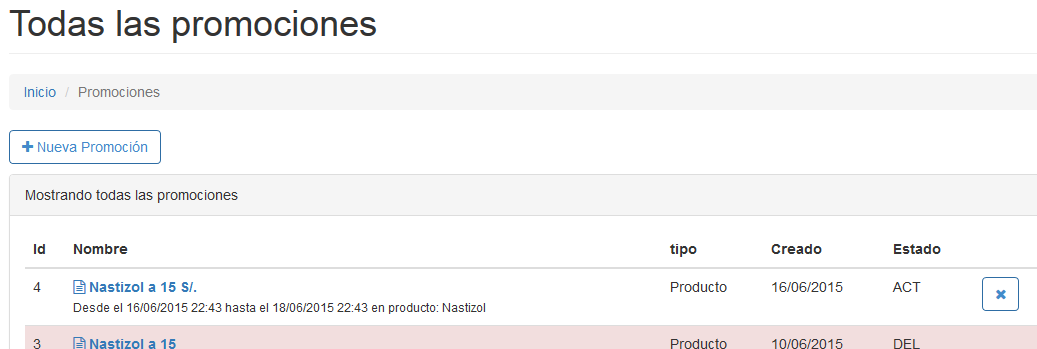 Todas las promociones
Inicio / Promociones
Nueva Promoción
Mostrando todas las promociones
Id Nombre tipo Creado Estado
4 Nastizol a 15 S/. Producto 16/06/2015 ACT
Desde el 16/06/2015 22:43 hasta el 18/06/2015 22:43 en producto: Nastizol
3 Nastizol a 15 Producto 10/06/2015 DEL